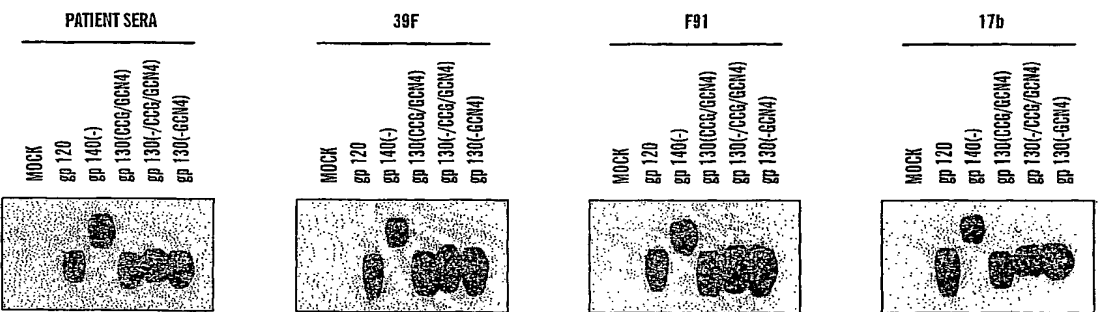 PATIENT SERA
MOCK
gp 120
gp 140(-)
gp 130(CCG/GCN4)
gp 130(-/CCG/GCN4)
gp 130(-GCN4)
39F
MOCK
gp 120
gp 140(-)
gp 130(CCG/GCN4)
gp 130(-/CCG/GCN4)
gp 130(-GCN4)
F91
MOCK
gp 120
gp 140(-)
gp 130(CCG/GCN4)
gp 130(-/CCG/GCN4)
gp 130(-GCN4)
17b
MOCK
gp 120
gp 140(-)
gp 130(CCG/GCN4)
gp 130(-/CCG/GCN4)
gp 130(-GCN4)